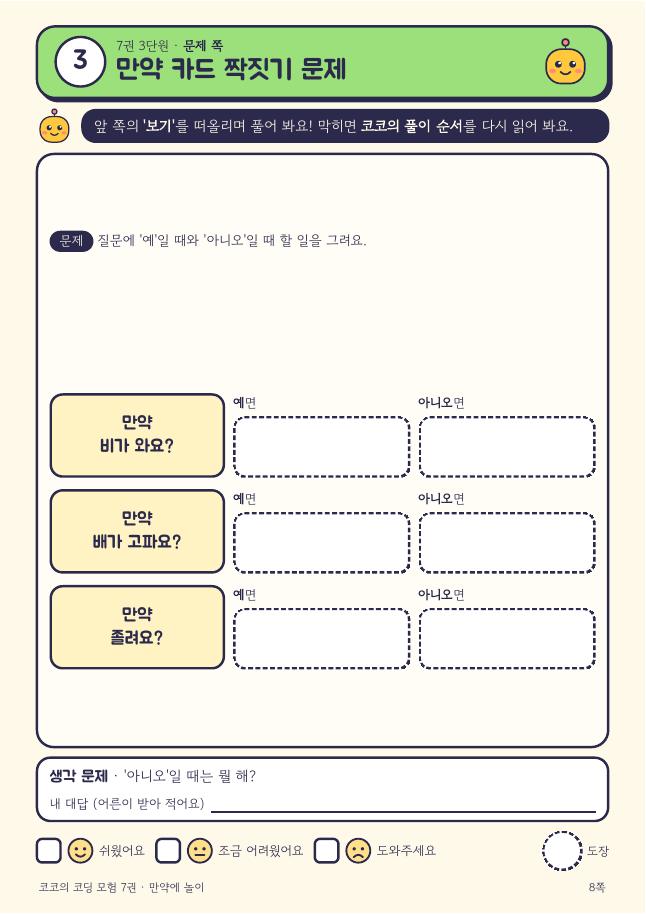 3
7권 3단원 · 문제 쪽
만약 카드 짝짓기 문제
앞 쪽의 '보기'를 떠올리며 풀어 봐요! 막히면 코코의 풀이 순서를 다시 읽어 봐요.
문제 질문에 '예'일 때와 '아니오'일 때 할 일을 그려요.
만약
비가 와요?
예면
아니오면
만약
배가 고파요?
예면
아니오면
만약
졸려요?
예면
아니오면
생각 문제 · '아니오'일 때는 뭘 해?
내 대답 (어른이 받아 적어요)
쉬웠어요 조금 어려웠어요 도와주세요 도장
코코의 코딩 모험 7권 · 만약에 놀이 8쪽